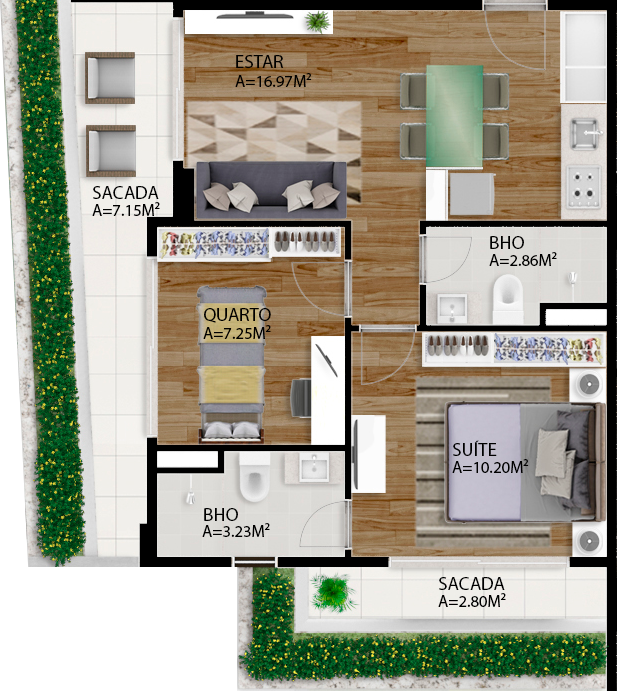 ESTAR
A=16.97M²
SACADA
A=7.15M²
BHO
A=2.86M²
QUARTO
A=7.25M²
SUÍTE
A=10.20M²
BHO
A=3.23M²
SACADA
A=2.80M²